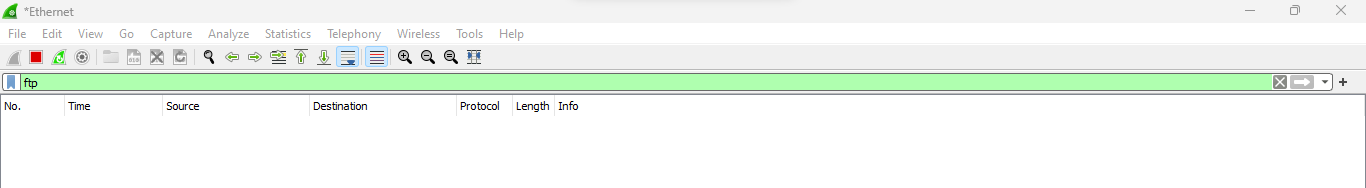 *Ethernet
File Edit View Go Capture Analyze Statistics Telephony Wireless Tools Help
ftp
No. Time Source Destination Protocol Length Info